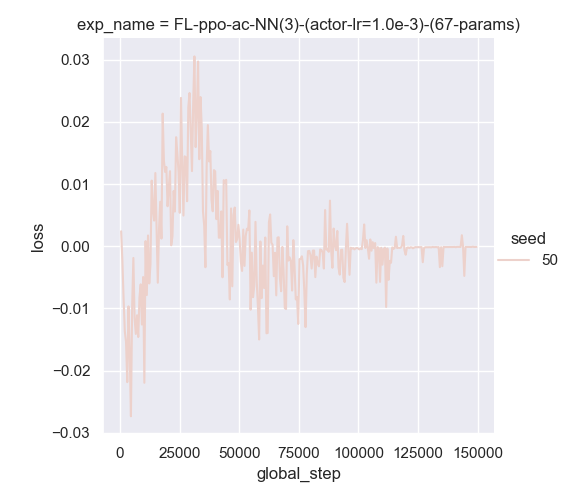 exp_name = FL-ppo-ac-NN(3)-(actor-lr=1.0e-3)-(67-params)
0.03
0.02
0.01
0.00
−0.01
−0.02
−0.03
loss
0 25000 50000 75000 100000 125000 150000
global_step
seed
50